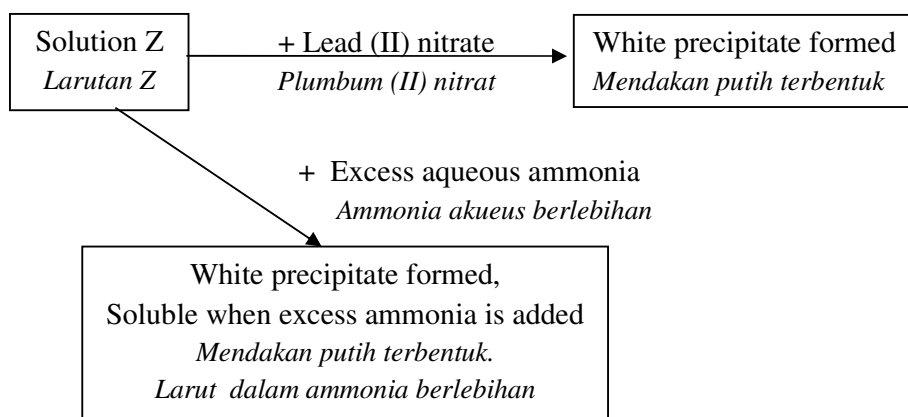 Solution Z
Larutan Z
+ Lead (II) nitrate
Plumbum (II) nitrat
White precipitate formed
Mendakan putih terbentuk
+ Excess aqueous ammonia
Ammonia akueus berlebihan
White precipitate formed,
Soluble when excess ammonia is added
Mendakan putih terbentuk.
Larut dalam ammonia berlebihan